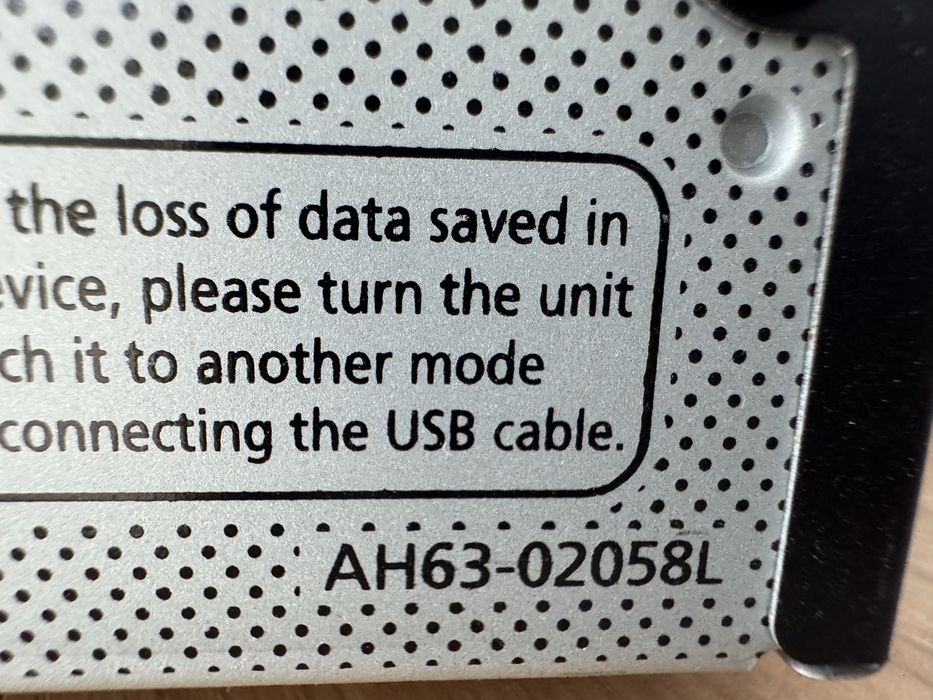 the loss of data saved in
evice, please turn the unit
ch it to another mode
connecting the USB cable.
AH63-02058L